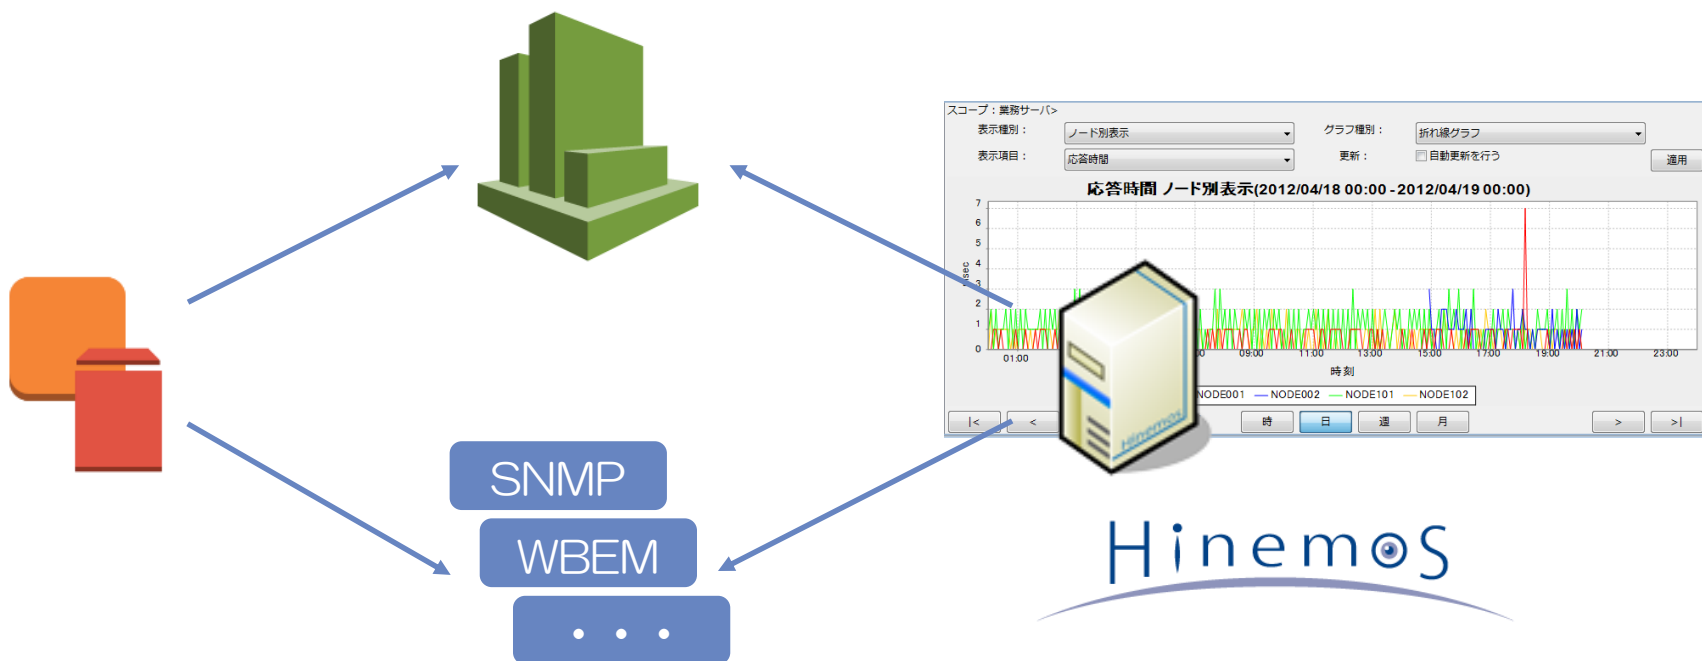 スコープ：業務サーバ>
表示種別： ノード別表示 グラフ種別： 折れ線グラフ
表示項目： 応答時間 更新： 自動更新を行う 適用
応答時間 ノード別表示(2012/04/18 00:00 - 2012/04/19 00:00)
7
6
5
4
3
2
1
0
01:00 09:00 11:00 13:00 15:00 17:00 19:00 21:00 23:00
時刻
NODE001 NODE002 NODE101 NODE102
|< < 時 日 週 月 > >|
Hinemos
SNMP
WBEM
・・・
Hinemos